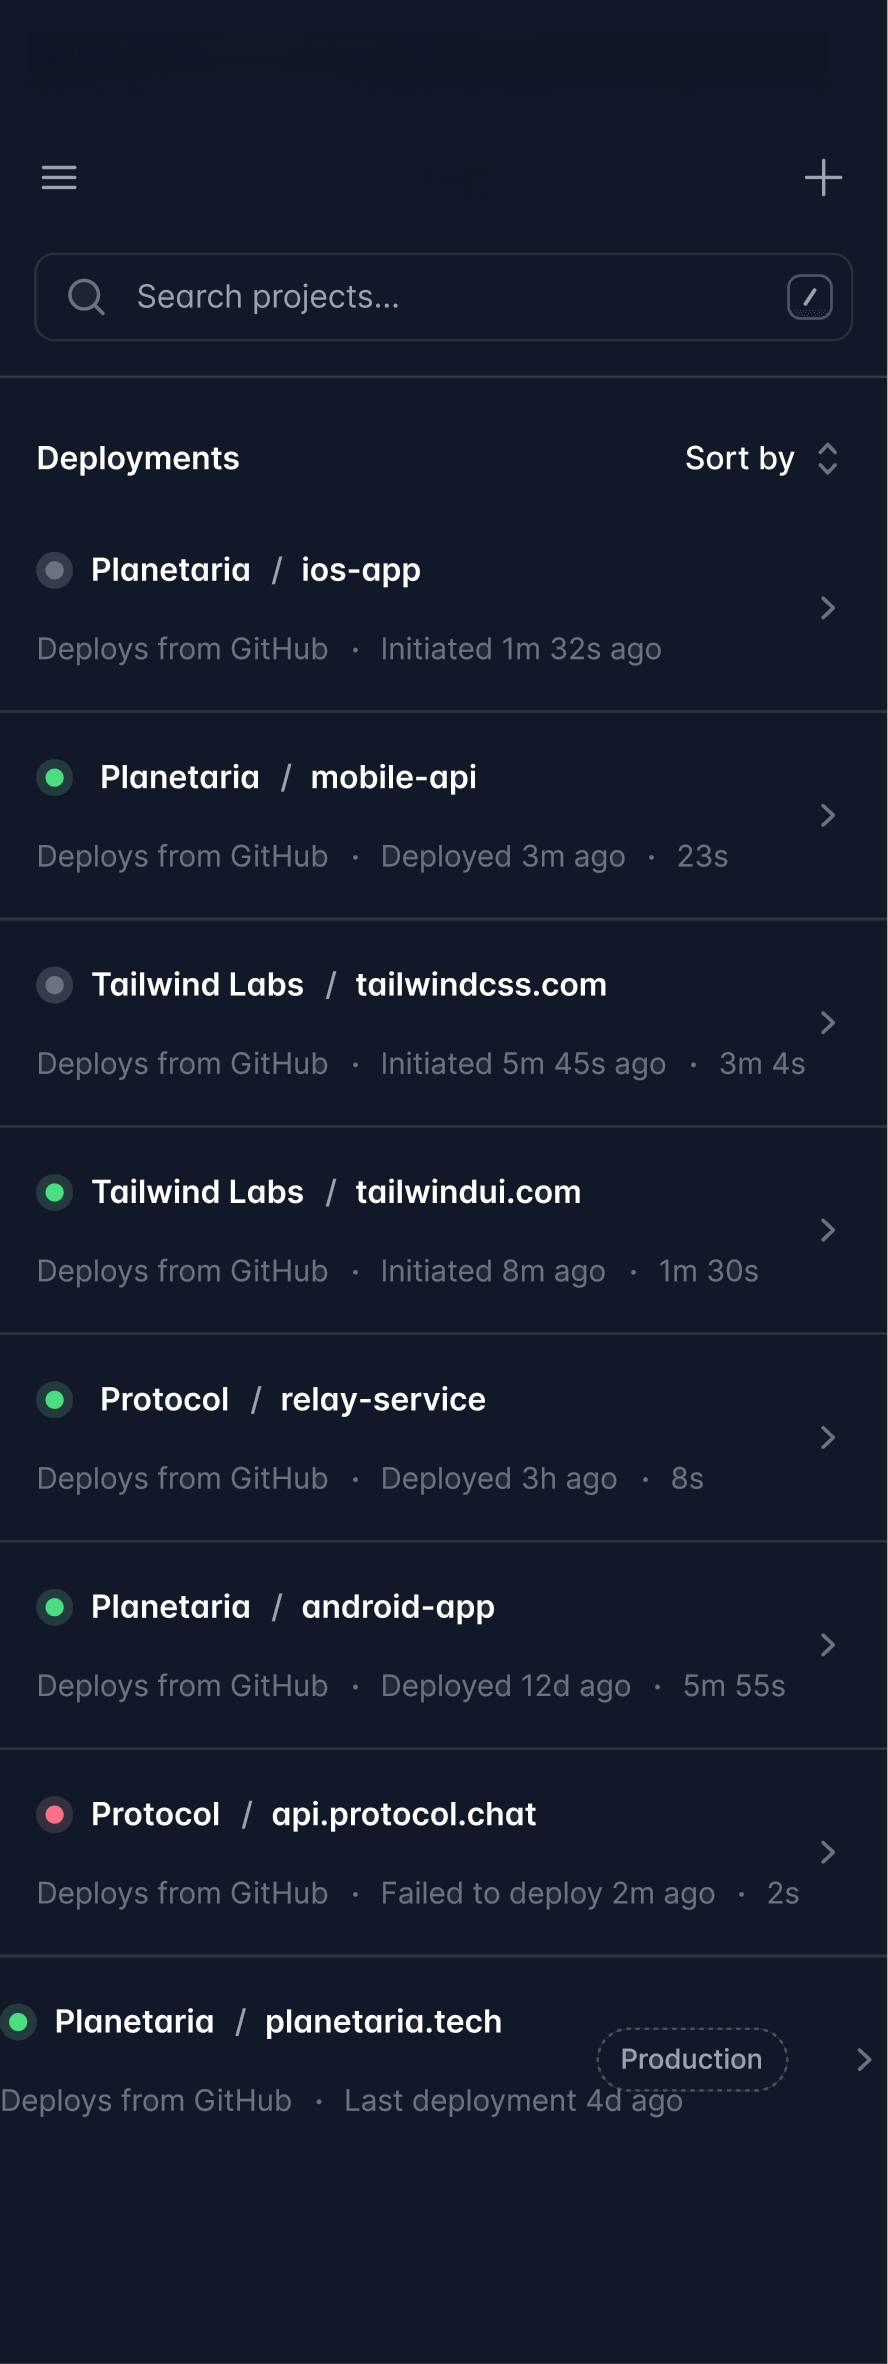 Search projects...
/
Deployments
Sort by
Planetaria / ios-app
Deploys from GitHub · Initiated 1m 32s ago
Planetaria / mobile-api
Deploys from GitHub · Deployed 3m ago · 23s
Tailwind Labs / tailwindcss.com
Deploys from GitHub · Initiated 5m 45s ago · 3m 4s
Tailwind Labs / tailwindui.com
Deploys from GitHub · Initiated 8m ago · 1m 30s
Protocol / relay-service
Deploys from GitHub · Deployed 3h ago · 8s
Planetaria / android-app
Deploys from GitHub · Deployed 12d ago · 5m 55s
Protocol / api.protocol.chat
Deploys from GitHub · Failed to deploy 2m ago · 2s
Planetaria / planetaria.tech
Production
Deploys from GitHub · Last deployment 4d ago